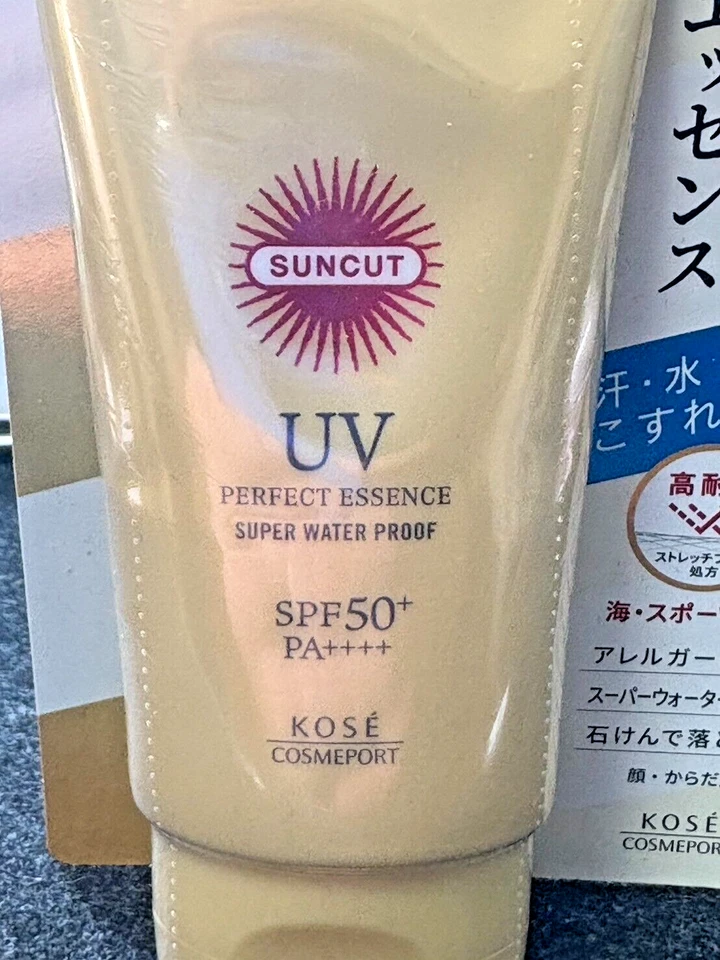 SUNCUT
UV
PERFECT ESSENCE
SUPER WATER PROOF
SPF50+
PA++++
KOSÉ
COSMEPORT
ッセンス
汗・水
こすれ
高耐
ストレッチ
処方
海・スポー
アレルギー
スーパーウォーター
石けんで落
顔・からだ
KOSÉ
COSMEPOR